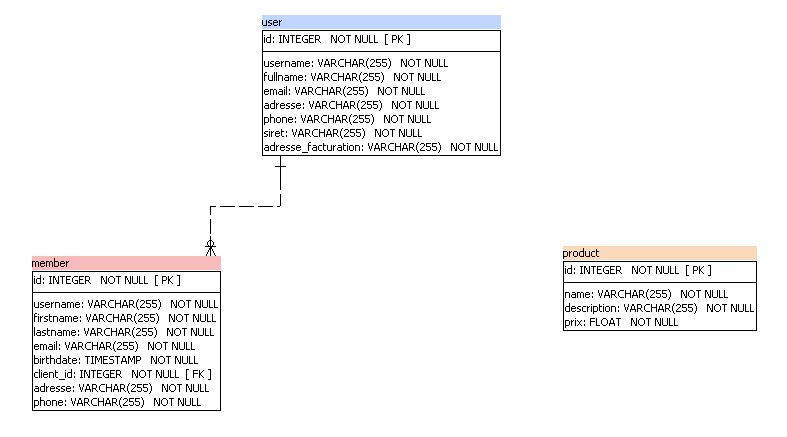 user
id: INTEGER NOT NULL [ PK ]
username: VARCHAR(255) NOT NULL
fullname: VARCHAR(255) NOT NULL
email: VARCHAR(255) NOT NULL
adresse: VARCHAR(255) NOT NULL
phone: VARCHAR(255) NOT NULL
siret: VARCHAR(255) NOT NULL
adresse_facturation: VARCHAR(255) NOT NULL
member
id: INTEGER NOT NULL [ PK ]
username: VARCHAR(255) NOT NULL
firstname: VARCHAR(255) NOT NULL
lastname: VARCHAR(255) NOT NULL
email: VARCHAR(255) NOT NULL
birthdate: TIMESTAMP NOT NULL
client_id: INTEGER NOT NULL [ FK ]
adresse: VARCHAR(255) NOT NULL
phone: VARCHAR(255) NOT NULL
product
id: INTEGER NOT NULL [ PK ]
name: VARCHAR(255) NOT NULL
description: VARCHAR(255) NOT NULL
prix: FLOAT NOT NULL